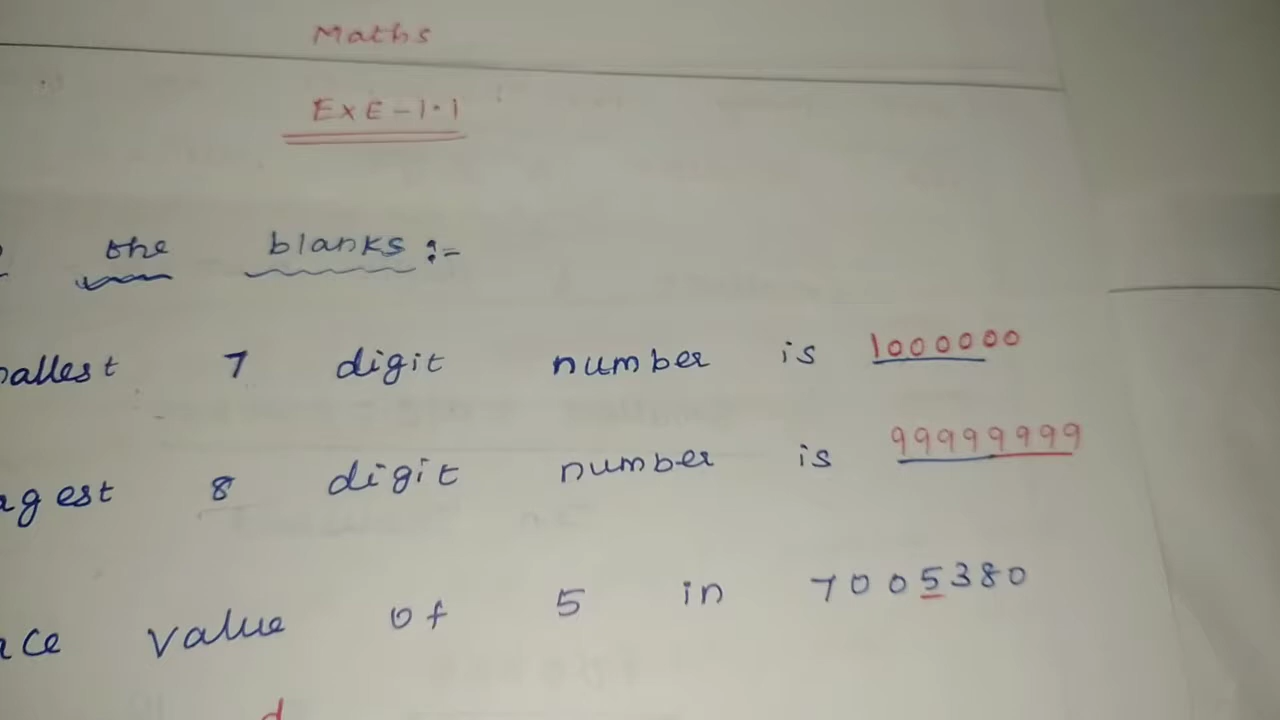 Maths
EXE-1.1
the blanks :-
allest 7 digit number is 1000000
gest 8 digit number is 99999999
ace value of 5 in 7005380